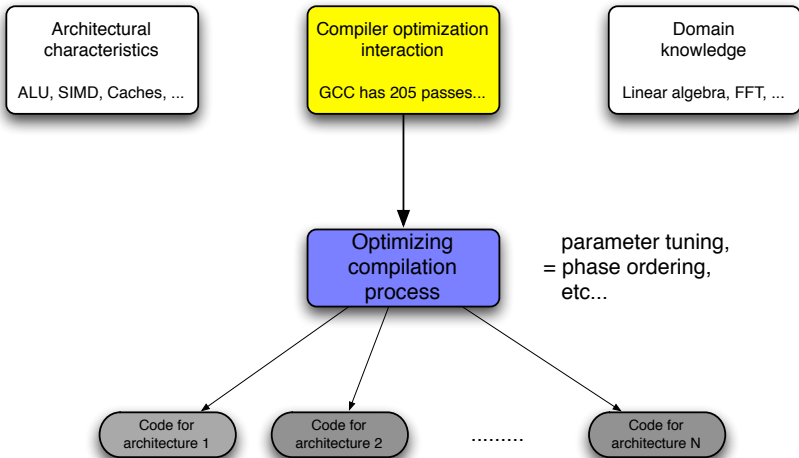 Architectural
characteristics
ALU, SIMD, Caches, ...
Compiler optimization
interaction
GCC has 205 passes...
Domain
knowledge
Linear algebra, FFT, ...
Optimizing
compilation
process
parameter tuning,
= phase ordering,
etc...
Code for
architecture 1
Code for
architecture 2
.........
Code for
architecture N